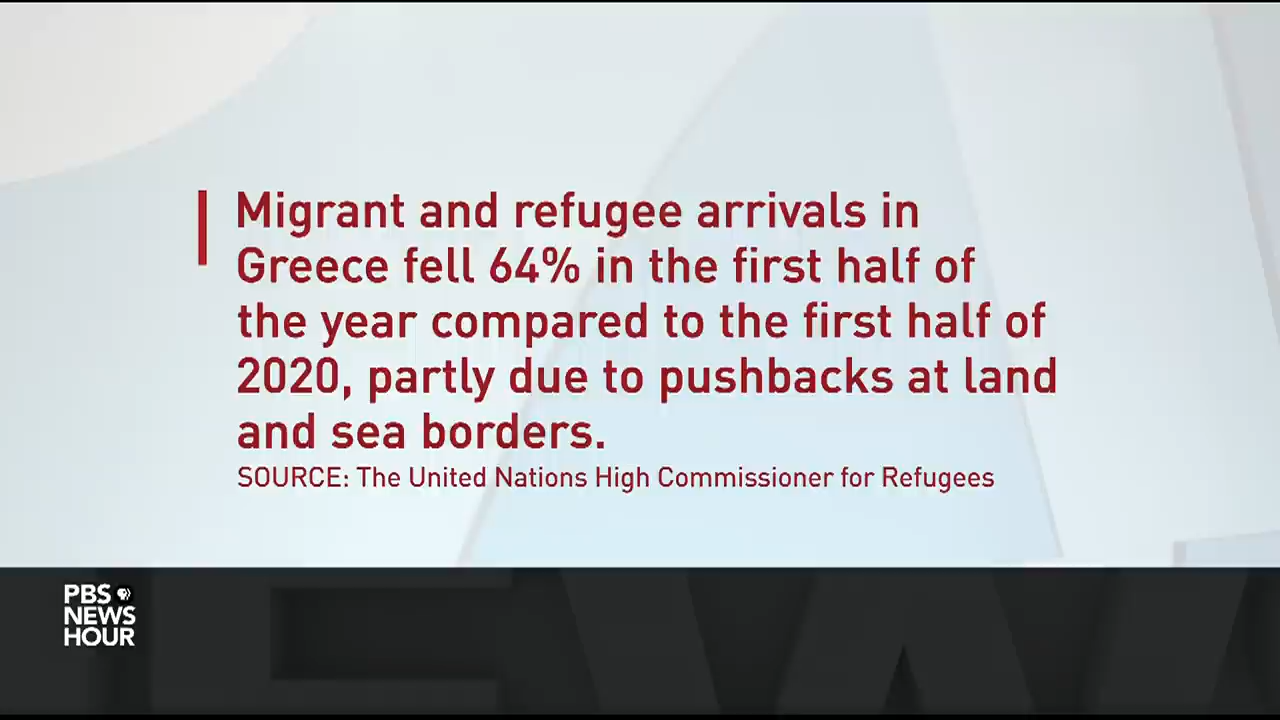 Migrant and refugee arrivals in
Greece fell 64% in the first half of
the year compared to the first half of
2020, partly due to pushbacks at land
and sea borders.
SOURCE: The United Nations High Commissioner for Refugees
PBS
NEWS
HOUR